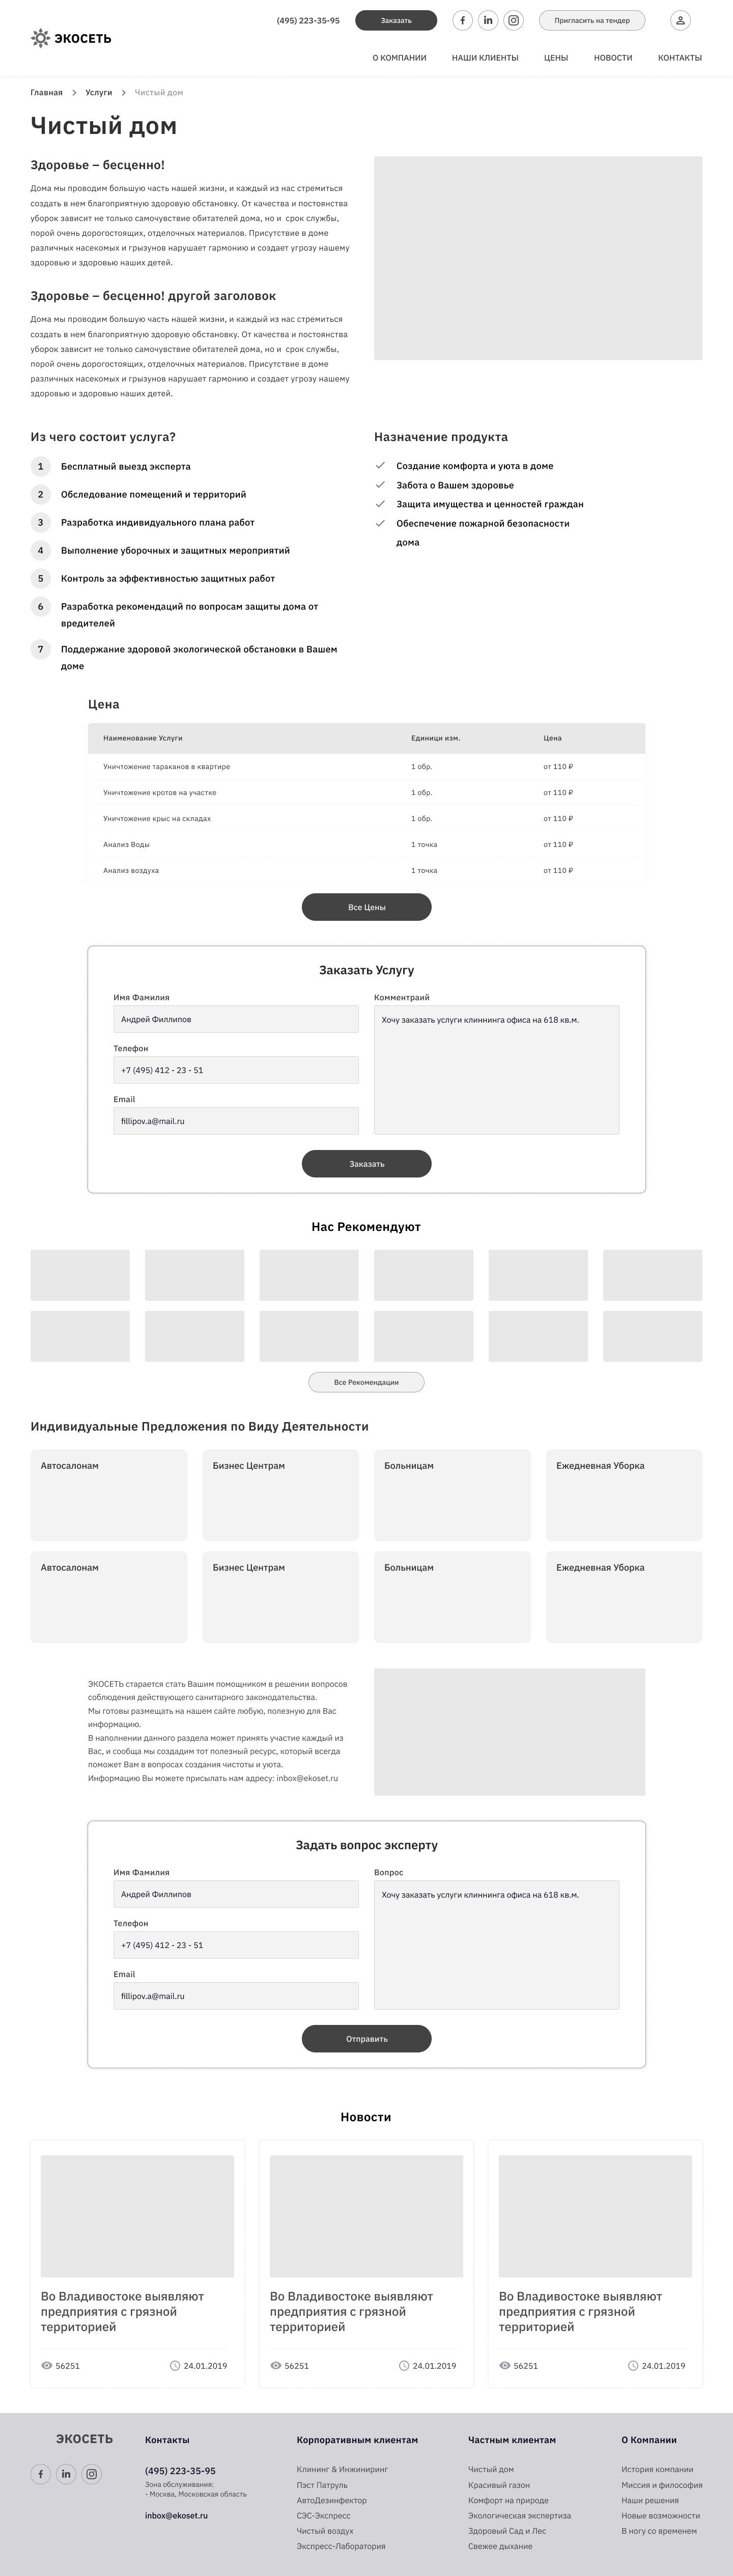 (495) 223-35-95
Заказать
Пригласить на тендер
ЭКОСЕТЬ
О КОМПАНИИ
НАШИ КЛИЕНТЫ
ЦЕНЫ
НОВОСТИ
КОНТАКТЫ
Главная
Услуги
Чистый дом
Чистый дом
Здоровье – бесценно!
Дома мы проводим большую часть нашей жизни, и каждый из нас стремиться
создать в нем благоприятную здоровую обстановку. От качества и постоянства
уборок зависит не только самочувствие обитателей дома, но и срок службы,
порой очень дорогостоящих, отделочных материалов. Присутствие в доме
различных насекомых и грызунов нарушает гармонию и создает угрозу нашему
здоровью и здоровью наших детей.
Здоровье – бесценно! другой заголовок
Дома мы проводим большую часть нашей жизни, и каждый из нас стремиться
создать в нем благоприятную здоровую обстановку. От качества и постоянства
уборок зависит не только самочувствие обитателей дома, но и срок службы,
порой очень дорогостоящих, отделочных материалов. Присутствие в доме
различных насекомых и грызунов нарушает гармонию и создает угрозу нашему
здоровью и здоровью наших детей.
Из чего состоит услуга?
1 Бесплатный выезд эксперта
2 Обследование помещений и территорий
3 Разработка индивидуального плана работ
4 Выполнение уборочных и защитных мероприятий
5 Контроль за эффективностью защитных работ
6 Разработка рекомендаций по вопросам защиты дома от
вредителей
7 Поддержание здоровой экологической обстановки в Вашем
доме
Назначение продукта
Создание комфорта и уюта в доме
Забота о Вашем здоровье
Защита имущества и ценностей граждан
Обеспечение пожарной безопасности
дома
Цена
Наименование Услуги Единици изм. Цена
Уничтожение тараканов в квартире 1 обр. от 110 ₽
Уничтожение кротов на участке 1 обр. от 110 ₽
Уничтожение крыс на складах 1 обр. от 110 ₽
Анализ Воды 1 точка от 110 ₽
Анализ воздуха 1 точка от 110 ₽
Все Цены
Заказать Услугу
Имя Фамилия
Андрей Филлипов
Телефон
+7 (495) 412 - 23 - 51
Email
fillipov.a@mail.ru
Комментраий
Хочу заказать услуги клиннинга офиса на 618 кв.м.
Заказать
Нас Рекомендуют
Все Рекомендации
Индивидуальные Предложения по Виду Деятельности
Автосалонам
Бизнес Центрам
Больницам
Ежедневная Уборка
Автосалонам
Бизнес Центрам
Больницам
Ежедневная Уборка
ЭКОСЕТЬ старается стать Вашим помощником в решении вопросов
соблюдения действующего санитарного законодательства.
Мы готовы размещать на нашем сайте любую, полезную для Вас
информацию.
В наполнении данного раздела может принять участие каждый из
Вас, и сообща мы создадим тот полезный ресурс, который всегда
поможет Вам в вопросах создания чистоты и уюта.
Информацию Вы можете присылать нам адресу: inbox@ekoset.ru
Задать вопрос эксперту
Имя Фамилия
Андрей Филлипов
Телефон
+7 (495) 412 - 23 - 51
Email
fillipov.a@mail.ru
Вопрос
Хочу заказать услуги клиннинга офиса на 618 кв.м.
Отправить
Новости
Во Владивостоке выявляют
предприятия с грязной
территорией
56251 24.01.2019
Во Владивостоке выявляют
предприятия с грязной
территорией
56251 24.01.2019
Во Владивостоке выявляют
предприятия с грязной
территорией
56251 24.01.2019
ЭКОСЕТЬ
Контакты
(495) 223-35-95
Зона обслуживания:
- Москва, Московская область
inbox@ekoset.ru
Корпоративным клиентам
Клининг & Инжиниринг
Пэст Патруль
АвтоДезинфектор
СЭС-Экспресс
Чистый воздух
Экспресс-Лаборатория
Частным клиентам
Чистый дом
Красивый газон
Комфорт на природе
Экологическая экспертиза
Здоровый Сад и Лес
Свежее дыхание
О Компании
История компании
Миссия и философия
Наши решения
Новые возможности
В ногу со временем